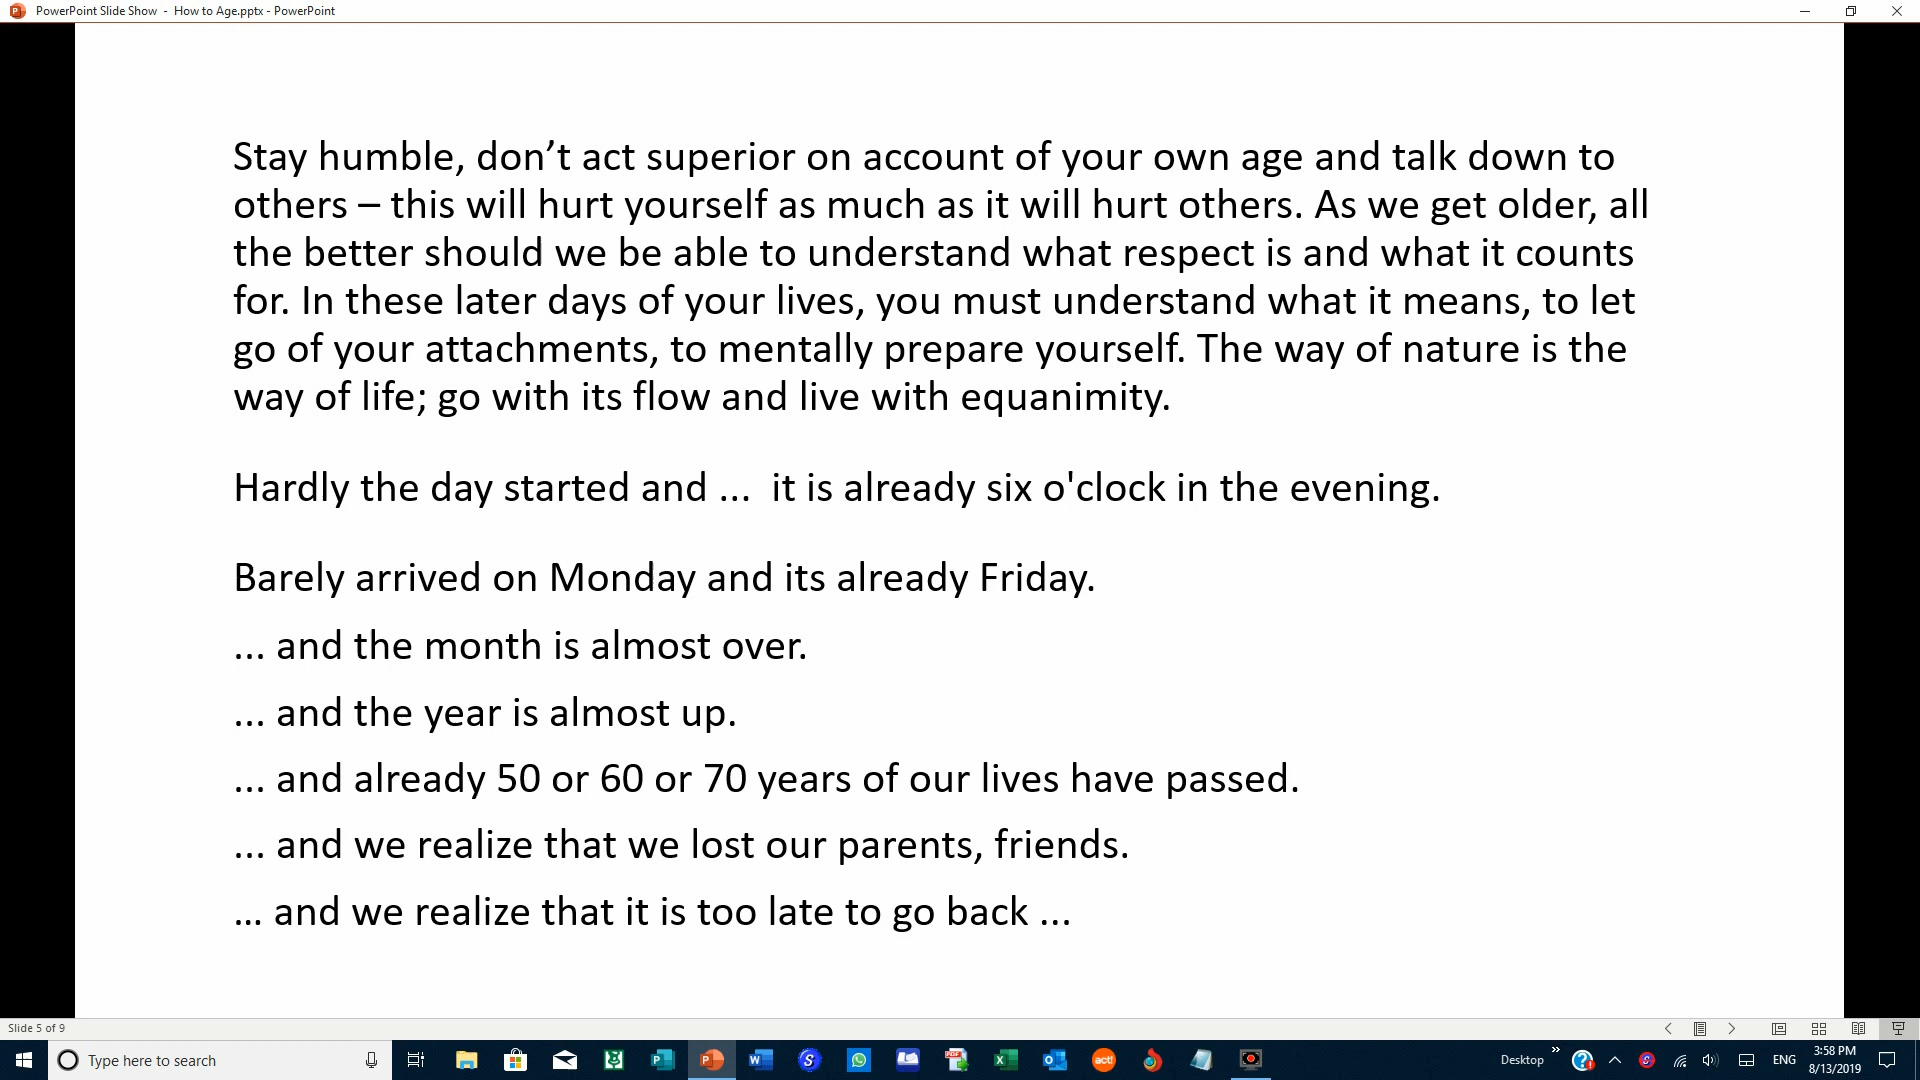 PowerPoint Slide Show - How to Age.pptx - PowerPoint
Stay humble, don’t act superior on account of your own age and talk down to
others – this will hurt yourself as much as it will hurt others. As we get older, all
the better should we be able to understand what respect is and what it counts
for. In these later days of your lives, you must understand what it means, to let
go of your attachments, to mentally prepare yourself. The way of nature is the
way of life; go with its flow and live with equanimity.
Hardly the day started and ...  it is already six o'clock in the evening.
Barely arrived on Monday and its already Friday.
... and the month is almost over.
... and the year is almost up.
... and already 50 or 60 or 70 years of our lives have passed.
... and we realize that we lost our parents, friends.
... and we realize that it is too late to go back ...
Slide 5 of 9
Type here to search
act!
Desktop
ENG
3:58 PM
8/13/2019